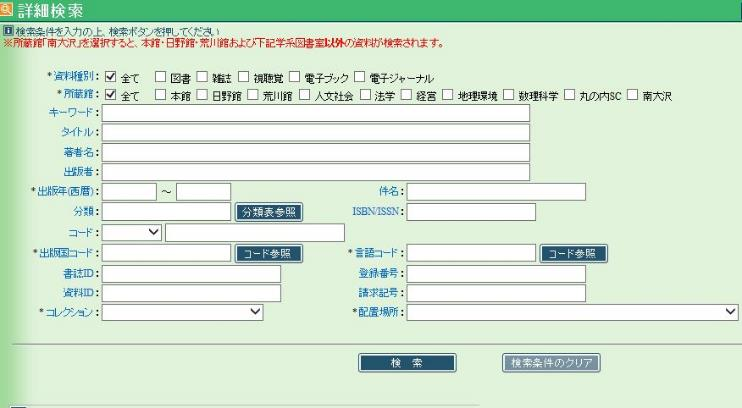 詳細検索
検索条件を入力の上、検索ボタンを押してください
※所蔵館「南大沢」を選択すると、本館・日野館・荒川館および下記学系図書室以外の資料が検索されます。
*資料種別： 全て 図書 雑誌 視聴覚 電子ブック 電子ジャーナル
*所蔵館： 全て 本館 日野館 荒川館 人文社会 法学 経営 地理環境 数理科学 丸の内SC 南大沢
キーワード：
タイトル：
著者名：
出版者：
*出版年(西暦)： ～ 件名：
分類： 分類表参照 ISBN/ISSN：
コード：
*出版国コード： コード参照 *言語コード： コード参照
書誌ID： 登録番号：
資料ID： 請求記号：
*コレクション： *配置場所：
検 索 検索条件のクリア